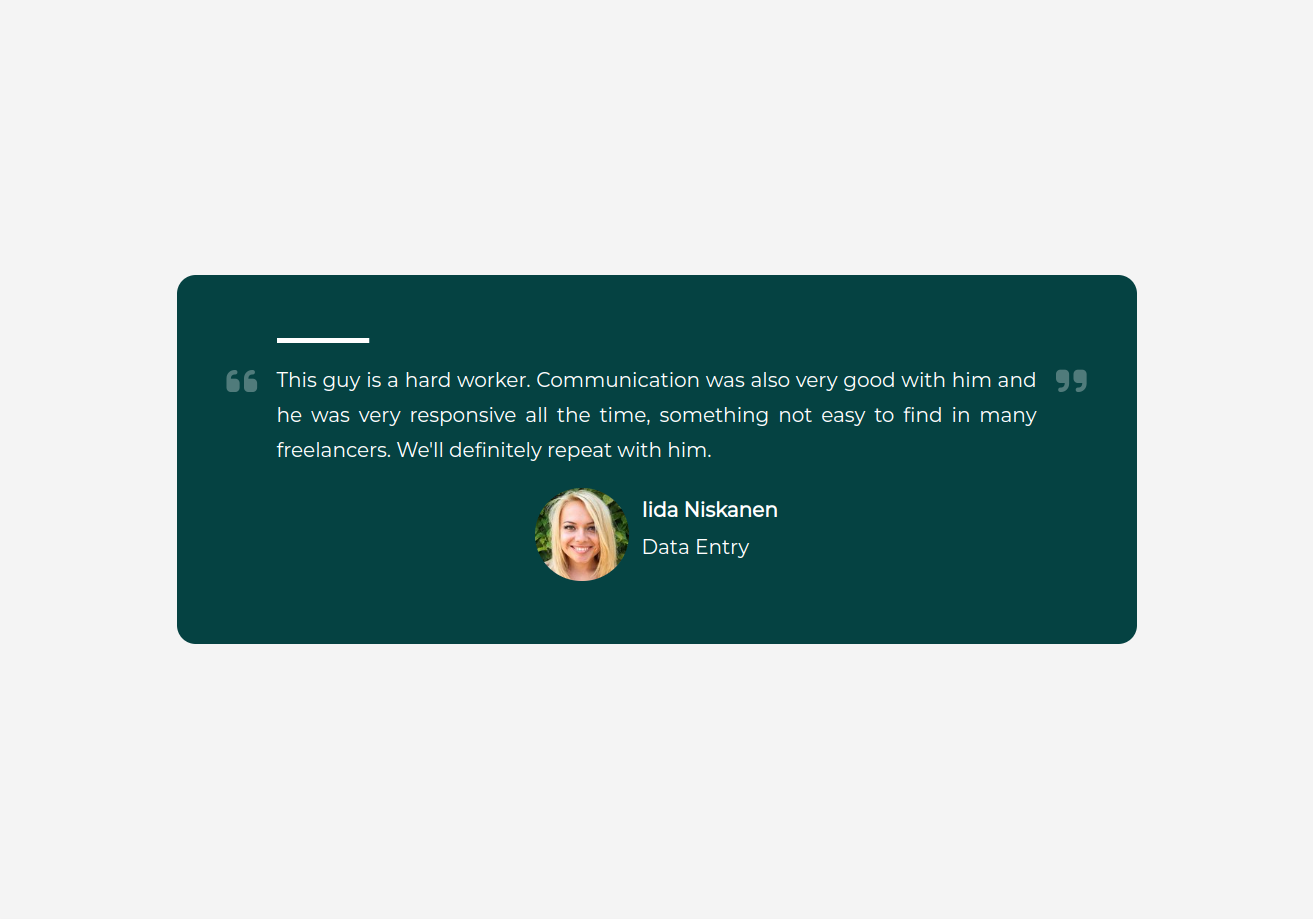 This guy is a hard worker. Communication was also very good with him and
he was very responsive all the time, something not easy to find in many
freelancers. We'll definitely repeat with him.
Iida Niskanen
Data Entry